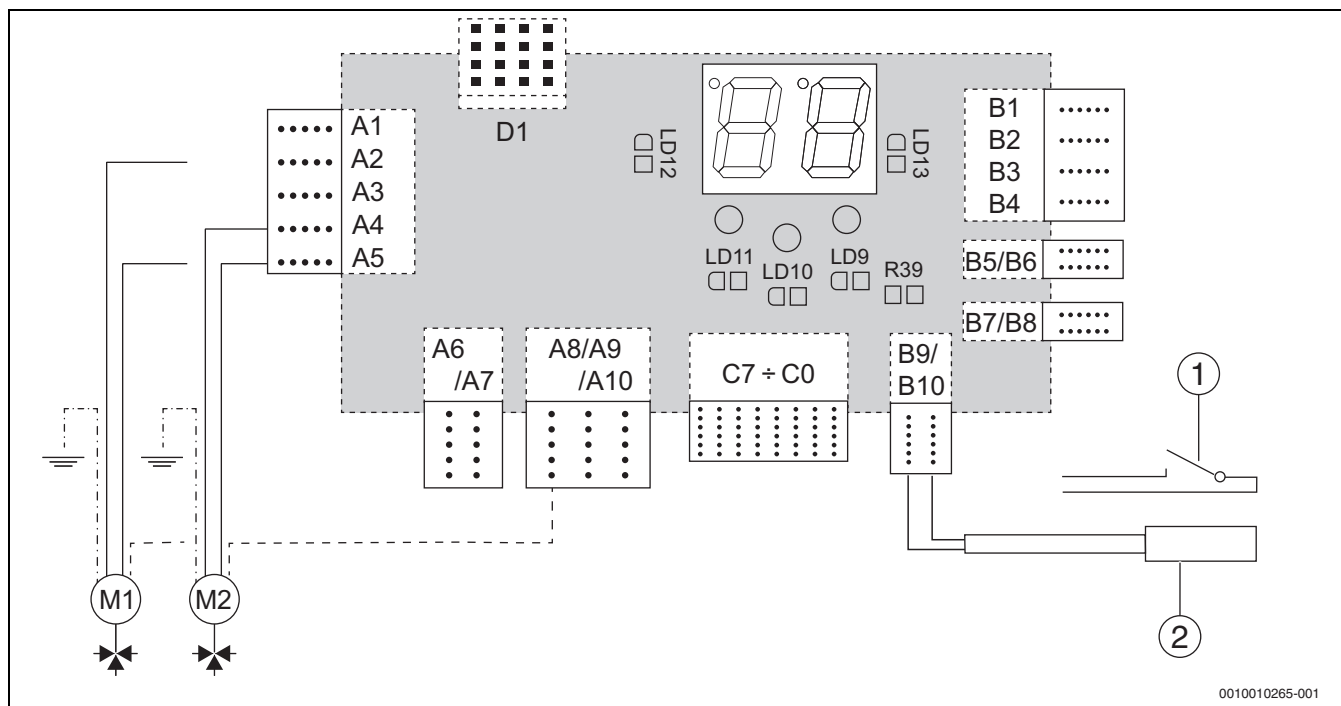 D1
A1
A2
A3
A4
A5
LD12
LD13
B1
B2
B3
B4
LD11
LD10
LD9
R39
B5/B6
B7/B8
A6
/A7
A8/A9
/A10
C7 ÷ C0
B9/
B10
1
M1
M2
2
0010010265-001